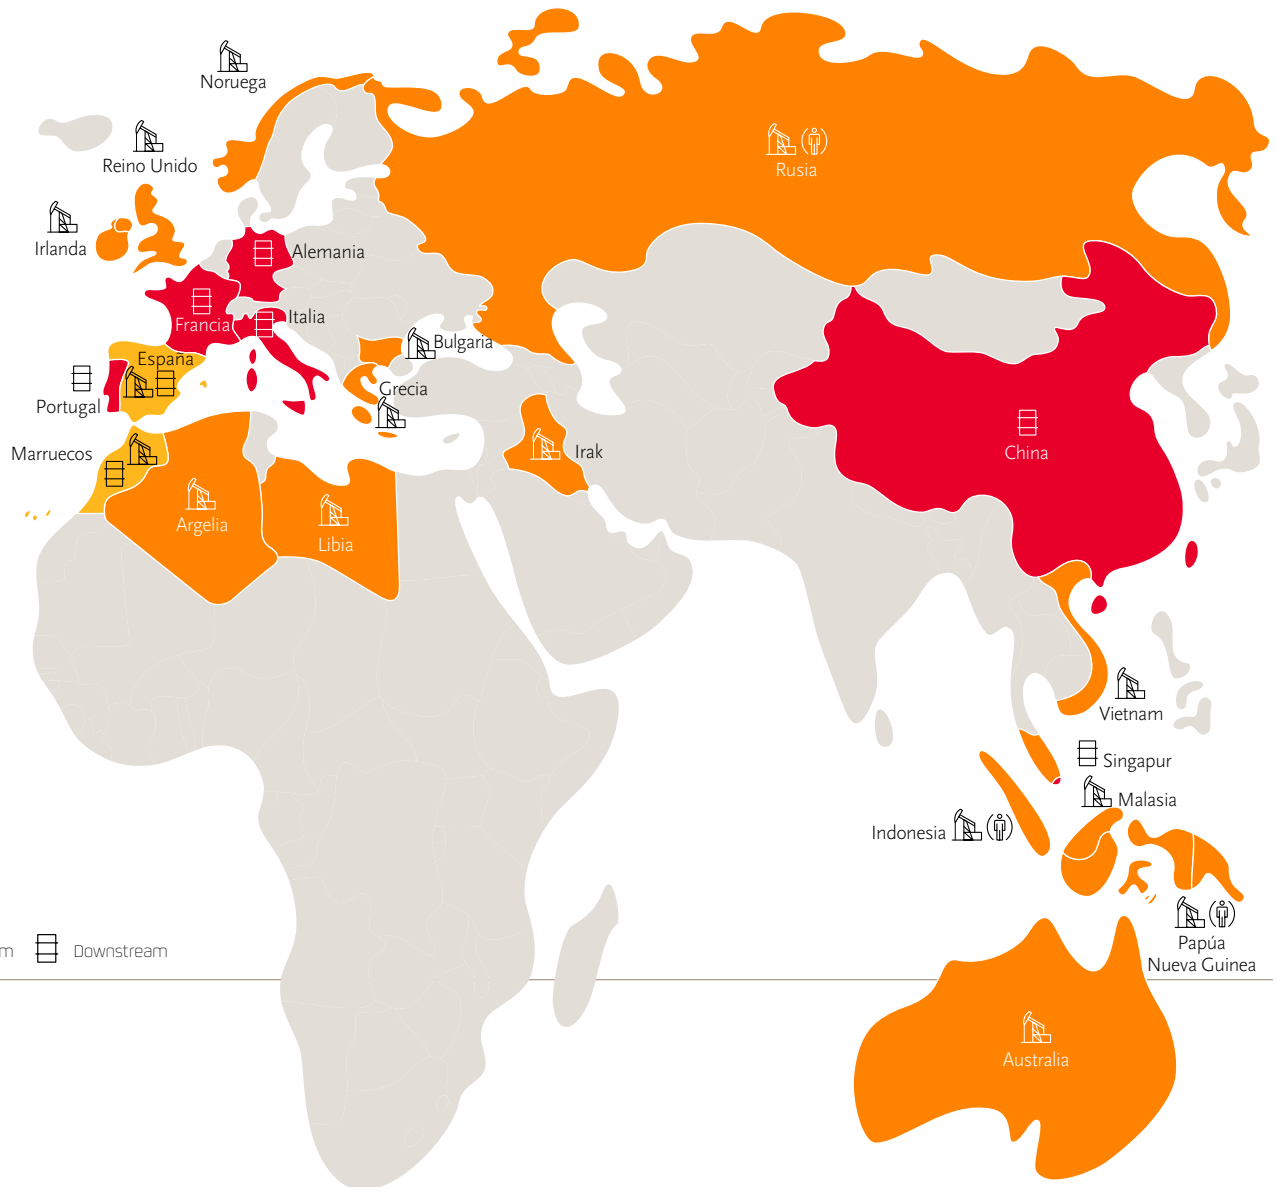 Noruega
Reino Unido
Rusia
Irlanda
Alemania
Italia
Francia
Bulgaria
España
Grecia
Portugal
Marruecos
Irak
China
Argelia
Libia
Vietnam
Singapur
Malasia
Indonesia
Papúa
Nueva Guinea
m
Downstream
Australia